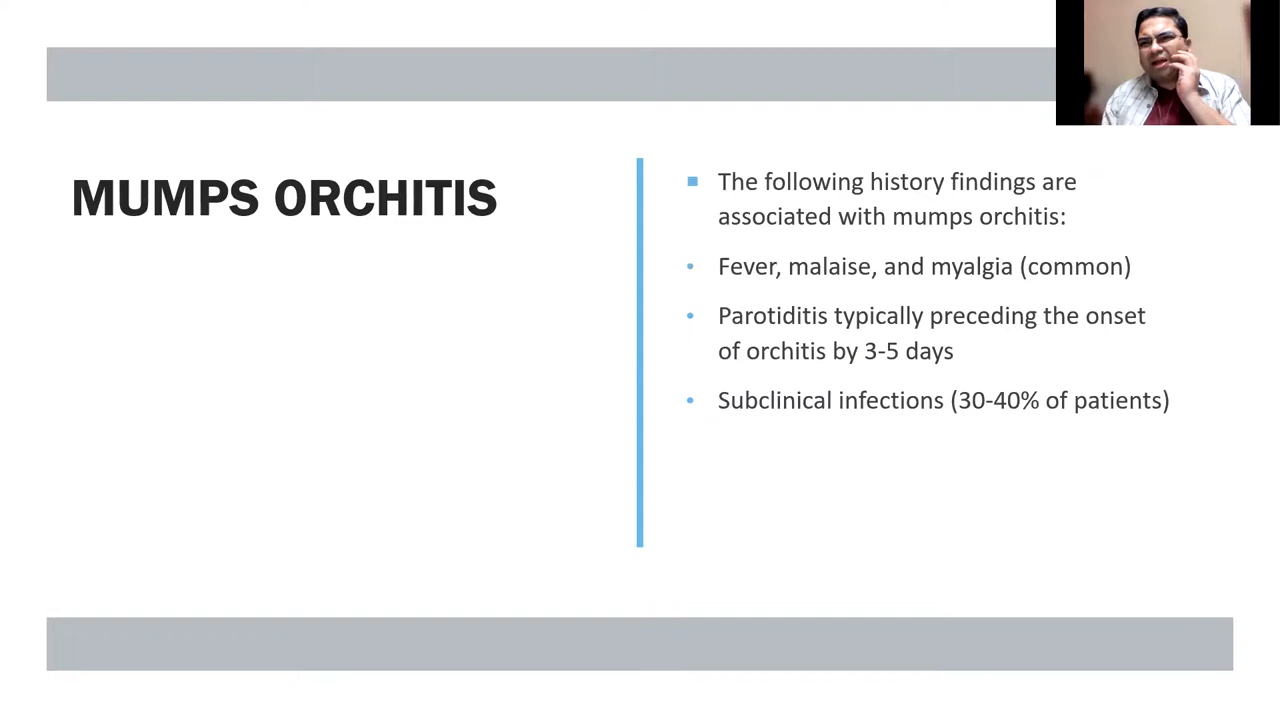 MUMPS ORCHITIS
The following history findings are
associated with mumps orchitis:
Fever, malaise, and myalgia (common)
Parotiditis typically preceding the onset
of orchitis by 3-5 days
Subclinical infections (30-40% of patients)